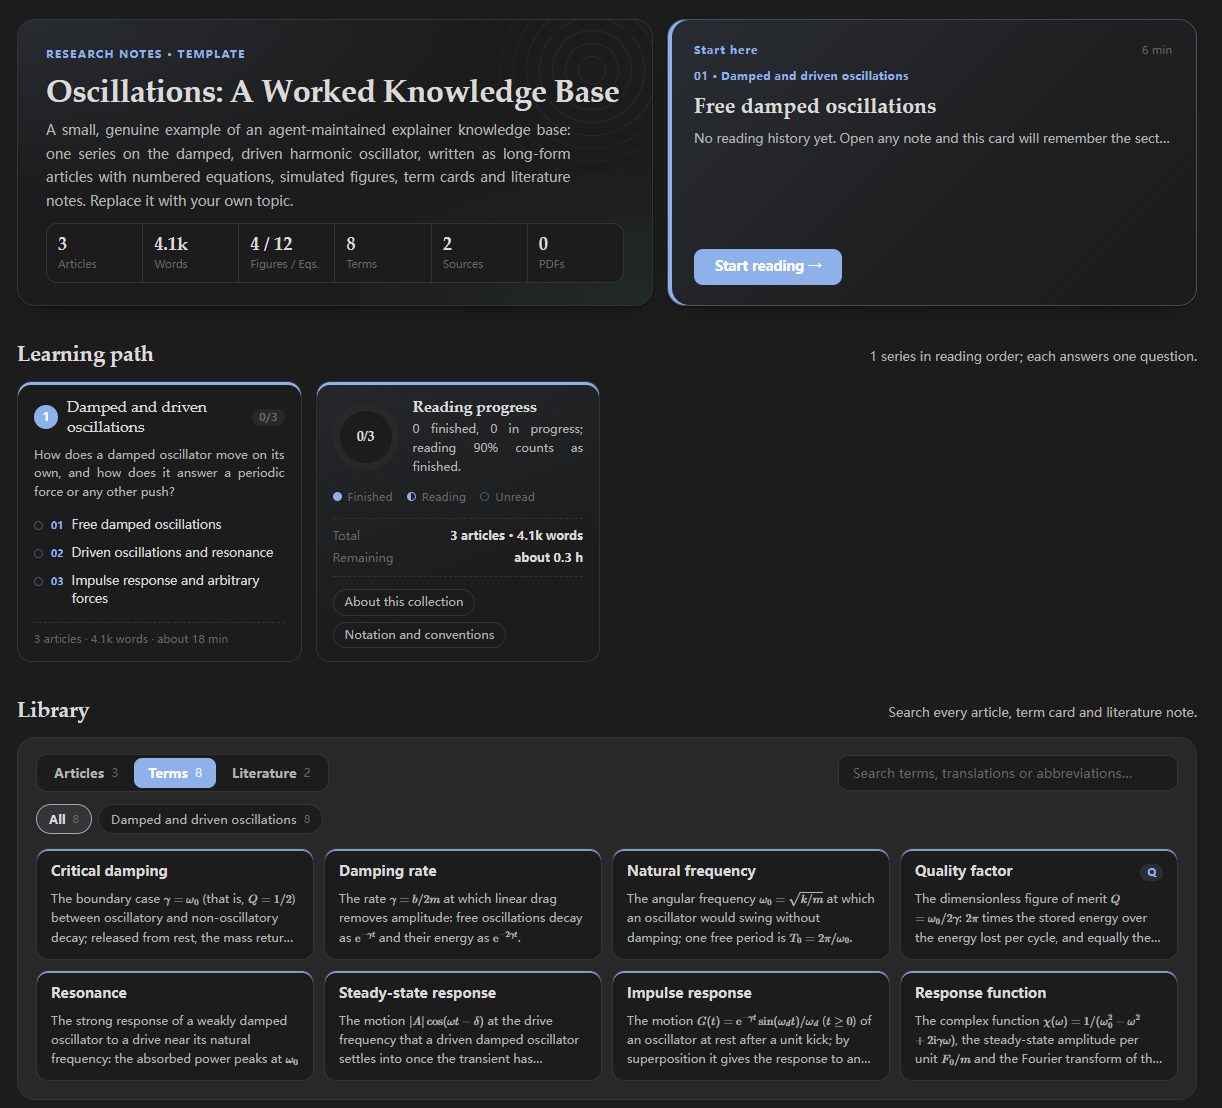 RESEARCH NOTES • TEMPLATE
Oscillations: A Worked Knowledge Base
A small, genuine example of an agent-maintained explainer knowledge base:
one series on the damped, driven harmonic oscillator, written as long-form
articles with numbered equations, simulated figures, term cards and literature
notes. Replace it with your own topic.
3
Articles
4.1k
Words
4 / 12
Figures / Eqs.
8
Terms
2
Sources
0
PDFs
Start here
6 min
01 • Damped and driven oscillations
Free damped oscillations
No reading history yet. Open any note and this card will remember the sect...
Start reading →
Learning path
1 series in reading order; each answers one question.
1
Damped and driven
oscillations
0/3
How does a damped oscillator move on its
own, and how does it answer a periodic
force or any other push?
01 Free damped oscillations
02 Driven oscillations and resonance
03 Impulse response and arbitrary
forces
3 articles · 4.1k words · about 18 min
0/3
Reading progress
0 finished, 0 in progress;
reading 90% counts as
finished.
Finished
Reading
Unread
Total 3 articles • 4.1k words
Remaining about 0.3 h
About this collection
Notation and conventions
Library
Search every article, term card and literature note.
Articles 3
Terms 8
Literature 2
Search terms, translations or abbreviations...
All 8
Damped and driven oscillations 8
Critical damping
The boundary case γ = ω₀ (that is, Q = 1/2)
between oscillatory and non-oscillatory
decay; released from rest, the mass retur...
Damping rate
The rate γ = b/2m at which linear drag
removes amplitude: free oscillations decay
as e^−γt and their energy as e^−2γt.
Natural frequency
The angular frequency ω₀ = √k/m at which
an oscillator would swing without
damping; one free period is T₀ = 2π/ω₀.
Quality factor
Q
The dimensionless figure of merit Q
= ω₀/2γ: 2π times the stored energy over
the energy lost per cycle, and equally the...
Resonance
The strong response of a weakly damped
oscillator to a drive near its natural
frequency: the absorbed power peaks at ω₀
Steady-state response
The motion |A| cos(ωt − δ) at the drive
frequency that a driven damped oscillator
settles into once the transient has...
Impulse response
The motion G(t) = e^−γt sin(ω_d t)/ω_d (t ≥ 0) of
an oscillator at rest after a unit kick; by
superposition it gives the response to an...
Response function
The complex function χ(ω) = 1/(ω₀² − ω²
+ 2iγω), the steady-state amplitude per
unit F₀/m and the Fourier transform of th...